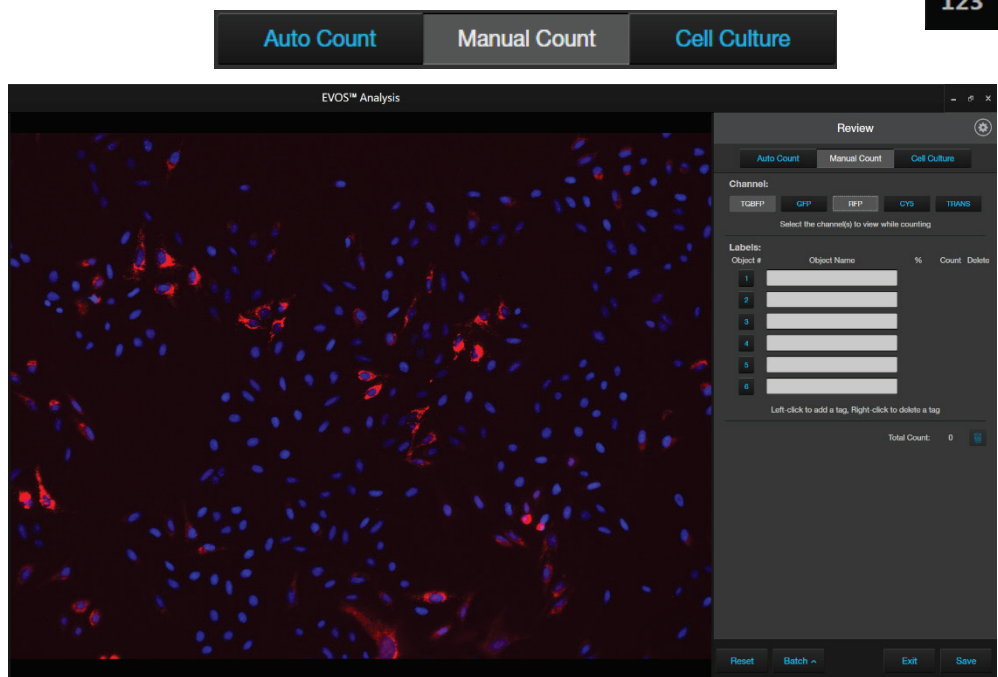 123
Auto Count Manual Count Cell Culture
EVOS™ Analysis
Review
Auto Count Manual Count Cell Culture
Channel:
TGBFP GFP RFP CY5 TRANS
Select the channel(s) to view while counting
Labels:
Object # Object Name % Count Delete
1
2
3
4
5
6
Left-click to add a tag, Right-click to delete a tag
Total Count: 0
Reset Batch Exit Save